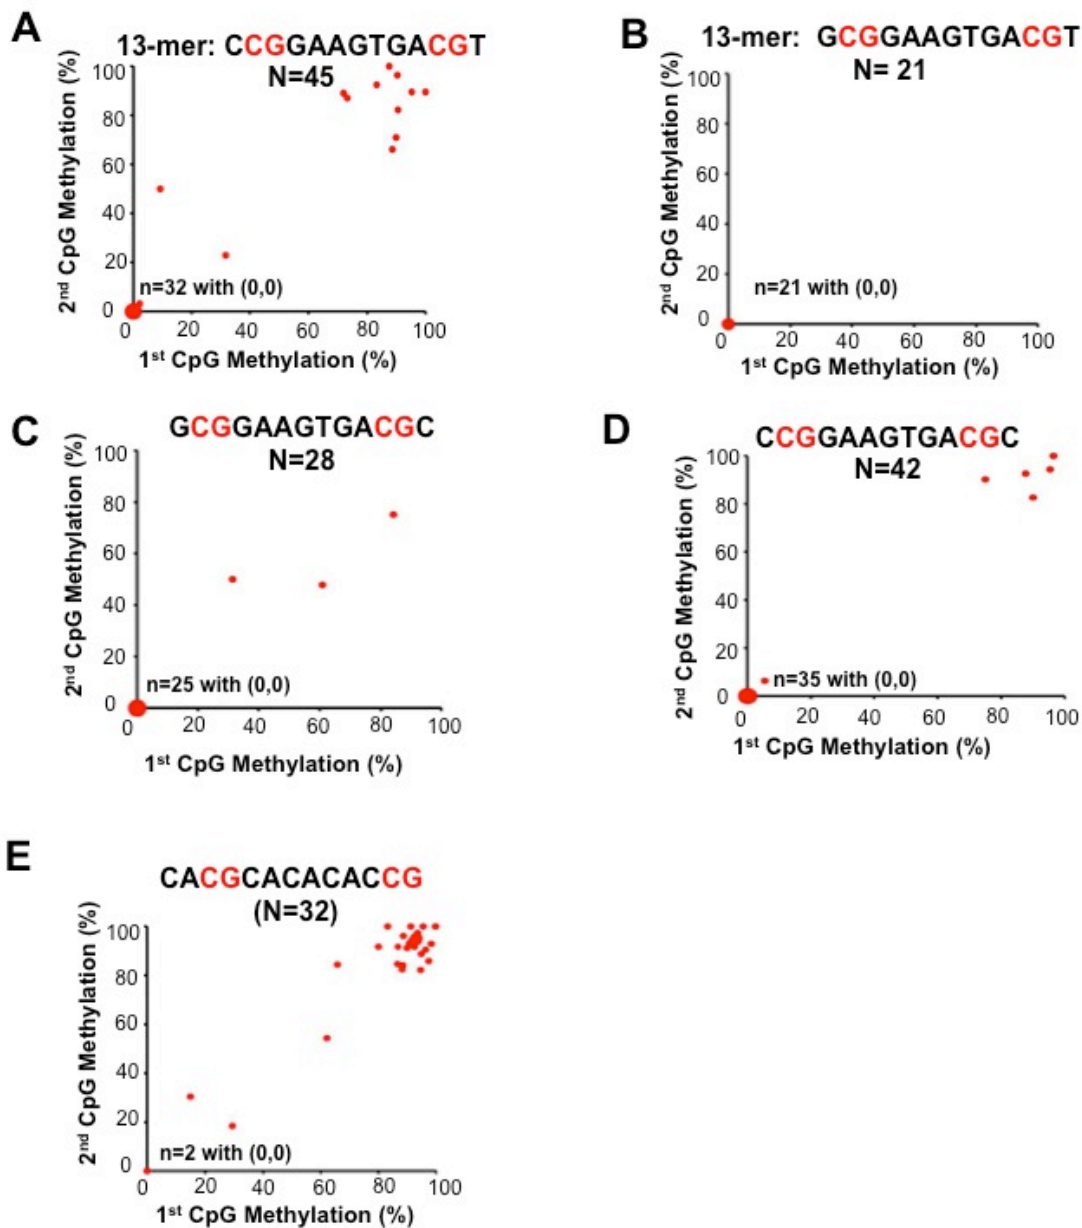 A
13-mer: CCGGAAGTGACGT
N=45
2nd CpG Methylation (%)
100
80
60
40
20
0
n=32 with (0,0)
0 20 40 60 80 100
1st CpG Methylation (%)
B
13-mer: GCGGAAGTGACGT
N= 21
2nd CpG Methylation (%)
100
80
60
40
20
0
n=21 with (0,0)
0 20 40 60 80 100
1st CpG Methylation (%)
C
GCGGAAGTGACGC
N=28
2nd CpG Methylation (%)
100
80
60
40
20
0
n=25 with (0,0)
0 20 40 60 80 100
1st CpG Methylation (%)
D
CCGGAAGTGACGC
N=42
2nd CpG Methylation (%)
100
80
60
40
20
0
n=35 with (0,0)
0 20 40 60 80 100
1st CpG Methylation (%)
E
CACGCACACACCG
(N=32)
2nd CpG Methylation (%)
100
80
60
40
20
0
n=2 with (0,0)
0 20 40 60 80 100
1st CpG Methylation (%)